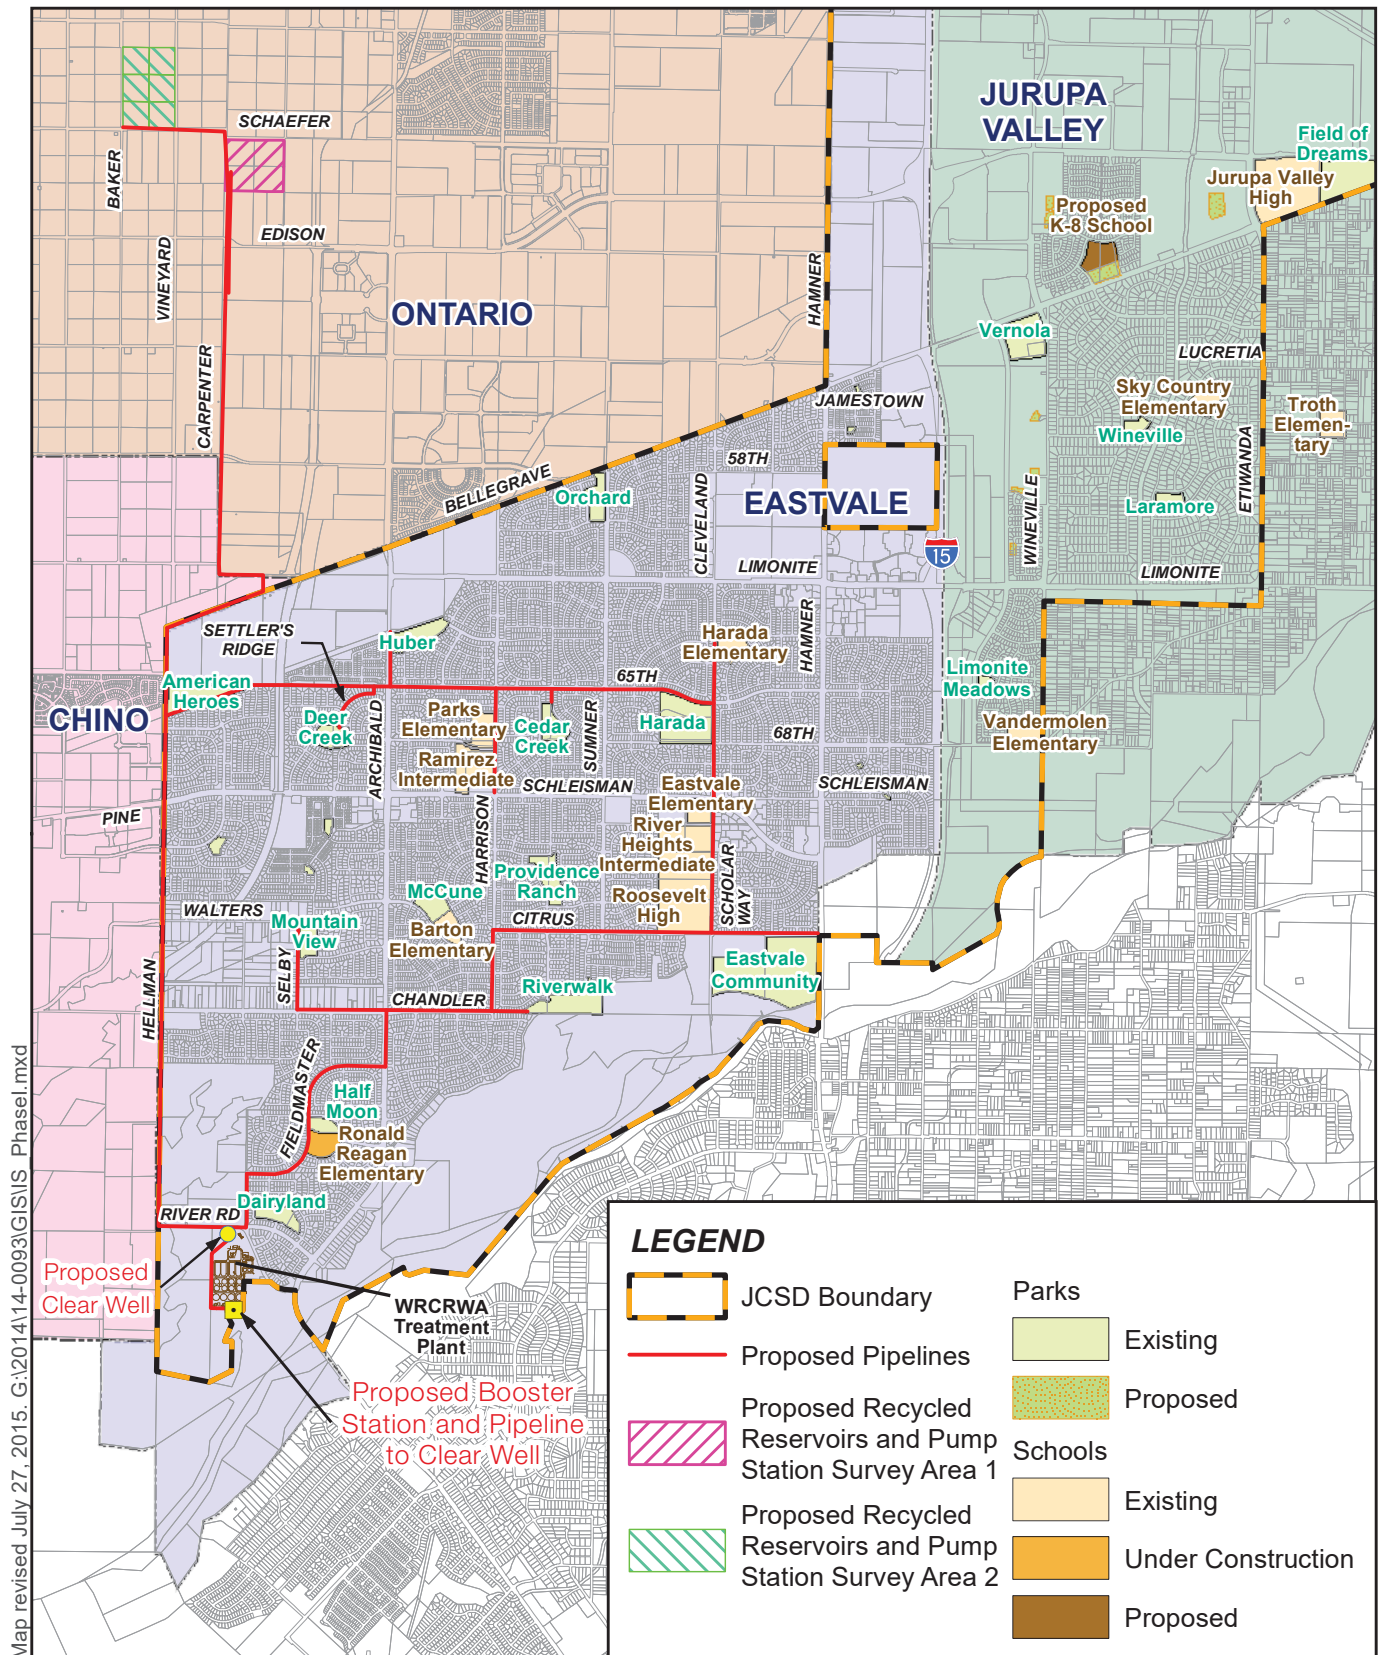 SCHAEFER
BAKER
VINEYARD
EDISON
CARPENTER
ONTARIO
HAMNER
JURUPA
VALLEY
Field of
Dreams
Jurupa Valley
High
Proposed
K-8 School
Vernola
LUCRETIA
Sky Country
Elementary
Wineville
Troth
Elemen-
tary
ETIWANDA
Laramore
WINEVILLE
LIMONITE
JAMESTOWN
58TH
BELLEGRAVE
Orchard
CLEVELAND
EASTVALE
15
LIMONITE
HAMNER
SETTLER'S
RIDGE
Huber
Harada
Elementary
65TH
American
Heroes
CHINO
Deer
Creek
ARCHIBALD
Parks
Elementary
Ramirez
Intermediate
Cedar
Creek
SUMNER
Harada
68TH
Limonite
Meadows
Vandermolen
Elementary
SCHLEISMAN
SCHLEISMAN
Eastvale
Elementary
PINE
HARRISON
River
Heights
Intermediate
Providence
Ranch
McCune
Roosevelt
High
SCHOLAR
WAY
WALTERS
CITRUS
Mountain
View
Barton
Elementary
SELBY
HELLMAN
Eastvale
Community
Riverwalk
CHANDLER
FIELDMASTER
Half
Moon
Ronald
Reagan
Elementary
Dairyland
RIVER RD
Proposed
Clear Well
WRCRWA
Treatment
Plant
Proposed Booster
Station and Pipeline
to Clear Well
LEGEND
JCSD Boundary
Proposed Pipelines
Proposed Recycled
Reservoirs and Pump
Station Survey Area 1
Proposed Recycled
Reservoirs and Pump
Station Survey Area 2
Parks
Existing
Proposed
Schools
Existing
Under Construction
Proposed
Map revised July 27, 2015. G:\2014\14-0093\GIS\IS_PhaseI.mxd